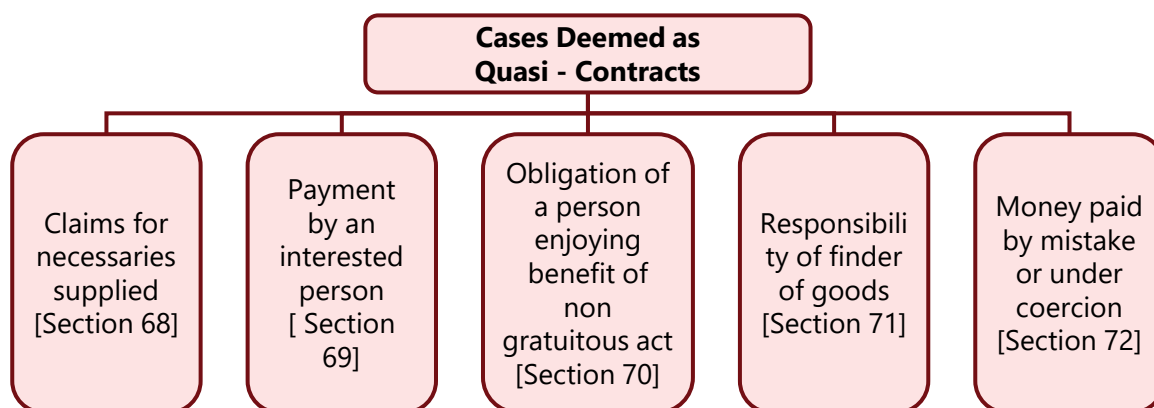 Cases Deemed as
Quasi - Contracts
Claims for
necessaries
supplied
[Section 68]
Payment
by an
interested
person
[ Section
69]
Obligation of
a person
enjoying
benefit of
non
gratuitous act
[Section 70]
Responsibili
ty of finder
of goods
[Section 71]
Money paid
by mistake
or under
coercion
[Section 72]